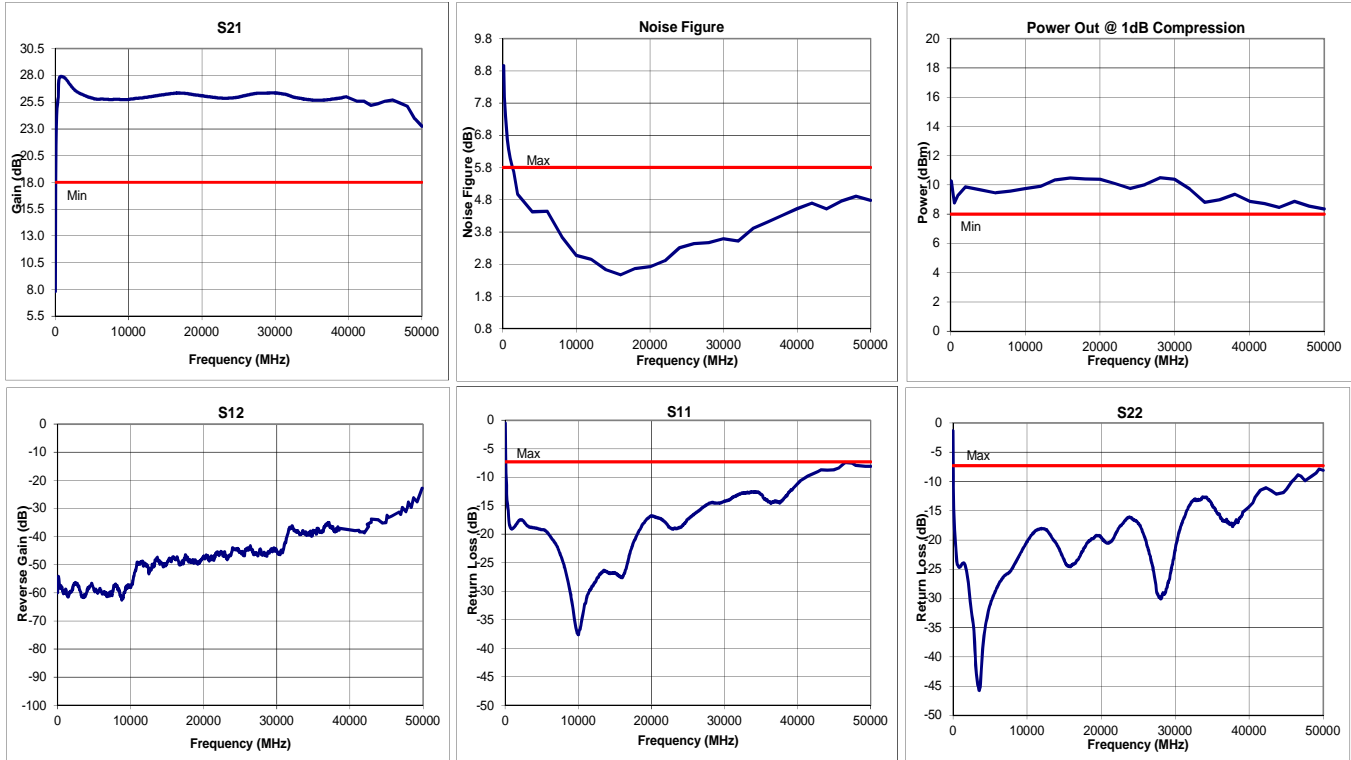 S21
30.5
28.0
25.5
23.0
20.5
18.0
15.5
13.0
10.5
8.0
5.5
Gain (dB)
Min
0 10000 20000 30000 40000 50000
Frequency (MHz)
Noise Figure
9.8
8.8
7.8
6.8
5.8
4.8
3.8
2.8
1.8
0.8
Noise Figure (dB)
Max
0 10000 20000 30000 40000 50000
Frequency (MHz)
Power Out @ 1dB Compression
20
18
16
14
12
10
8
6
4
2
0
Power (dBm)
Min
0 10000 20000 30000 40000 50000
Frequency (MHz)
S12
0
-10
-20
-30
-40
-50
-60
-70
-80
-90
-100
Reverse Gain (dB)
0 10000 20000 30000 40000 50000
Frequency (MHz)
S11
0
-5
-10
-15
-20
-25
-30
-35
-40
-45
-50
Return Loss (dB)
Max
0 10000 20000 30000 40000 50000
Frequency (MHz)
S22
0
-5
-10
-15
-20
-25
-30
-35
-40
-45
-50
Return Loss (dB)
Max
0 10000 20000 30000 40000 50000
Frequency (MHz)